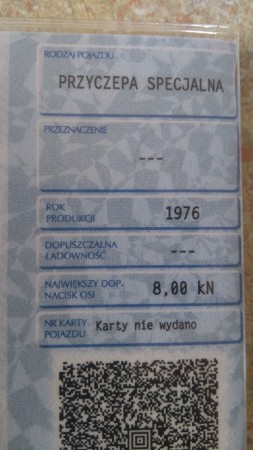 RODZAJ POJAZDU
PRZYCZEPA SPECJALNA
PRZEZNACZENIE
---
ROK
PRODUKCJI
1976
DOPUSZCZALNA
ŁADOWNOŚĆ
---
NAJWIĘKSZY DOP.
NACISK OSI
8,00 kN
NR KARTY
POJAZDU
Karty nie wydano